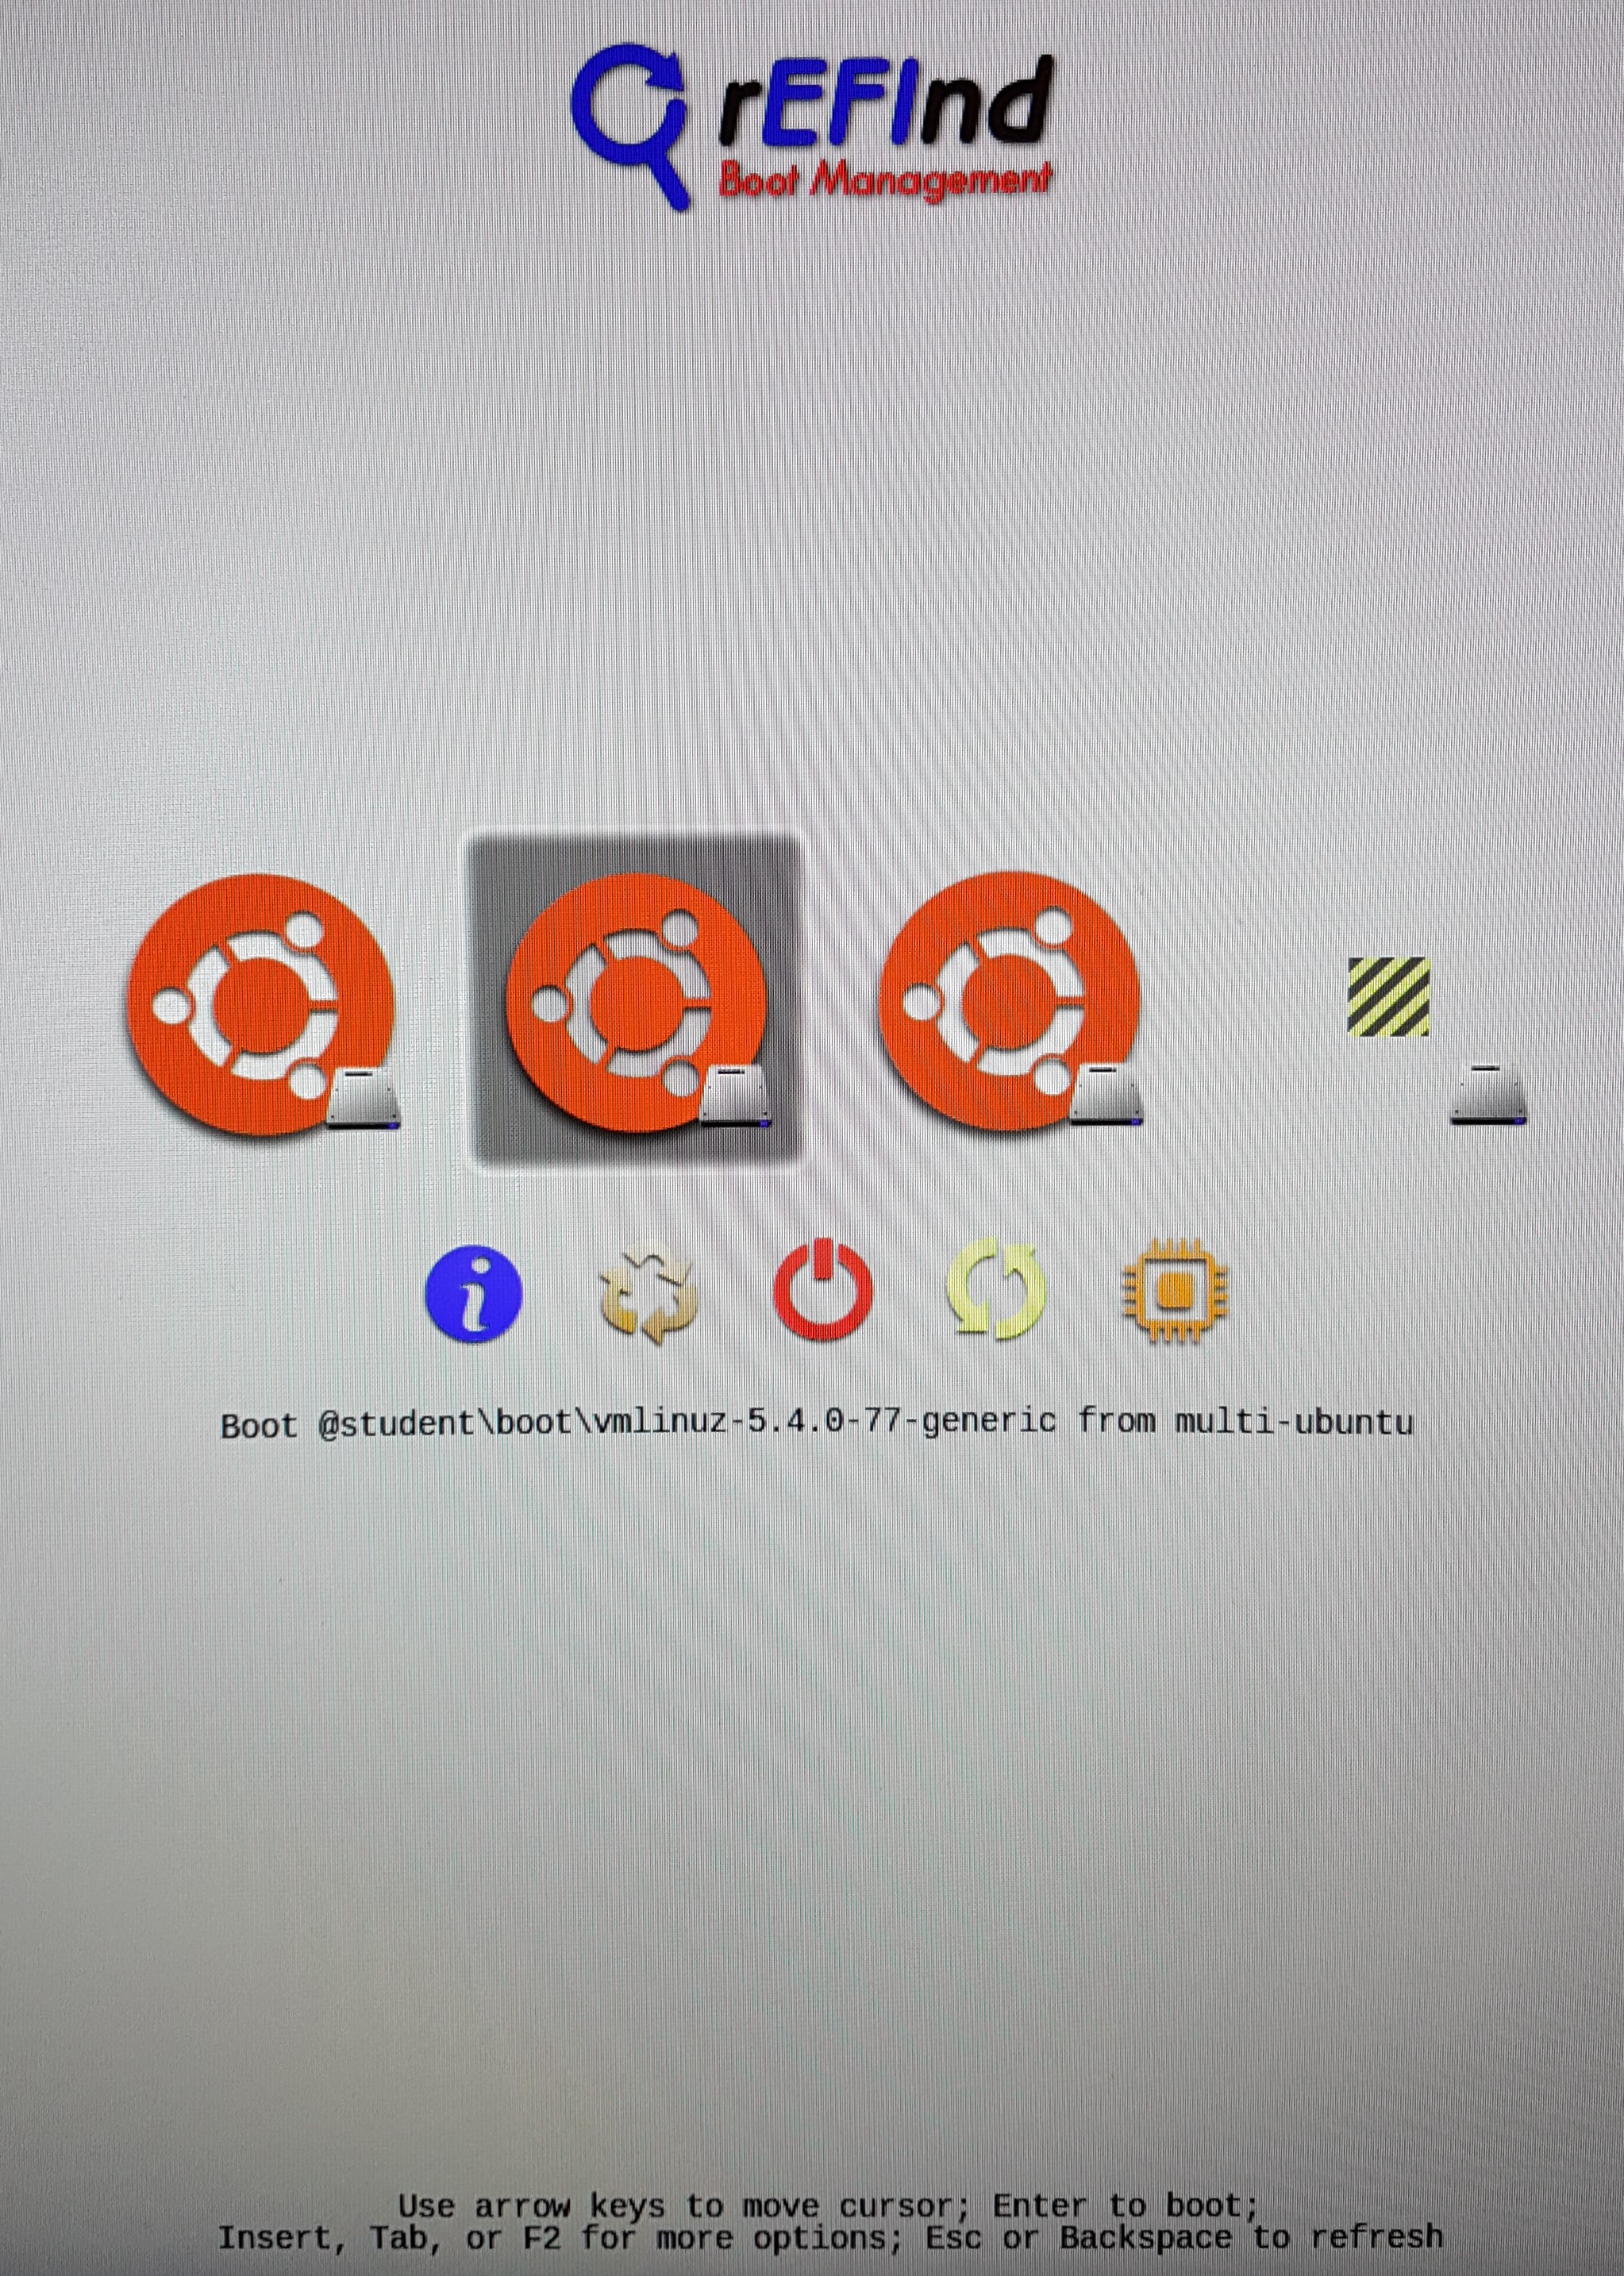 rEFInd
Boot Management
Boot @student\boot\vmlinuz-5.4.0-77-generic from multi-ubuntu
Use arrow keys to move cursor; Enter to boot;
Insert, Tab, or F2 for more options; Esc or Backspace to refresh